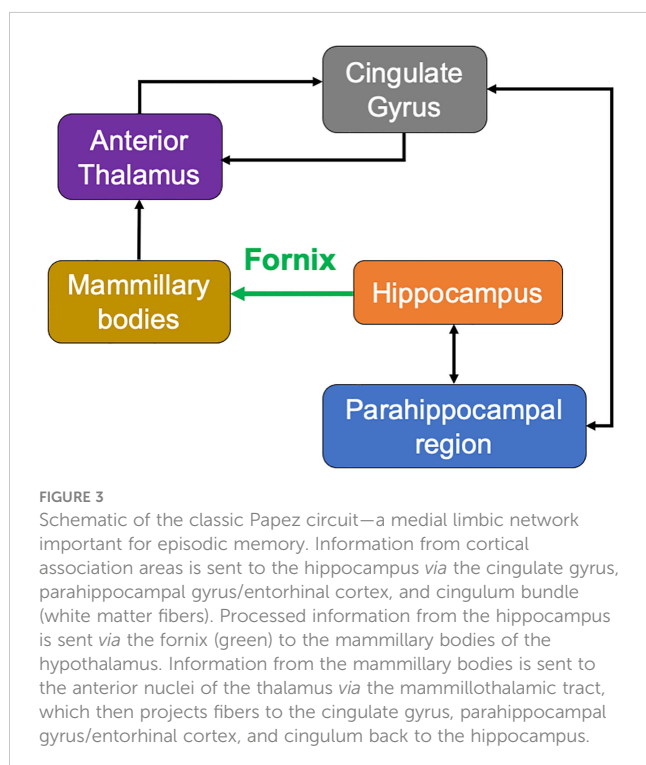 Cingulate
Gyrus
Anterior
Thalamus
Fornix
Mammillary
bodies
Hippocampus
Parahippocampal
region
FIGURE 3
Schematic of the classic Papez circuit—a medial limbic network
important for episodic memory. Information from cortical
association areas is sent to the hippocampus via the cingulate gyrus,
parahippocampal gyrus/entorhinal cortex, and cingulum bundle
(white matter fibers). Processed information from the hippocampus
is sent via the fornix (green) to the mammillary bodies of the
hypothalamus. Information from the mammillary bodies is sent to
the anterior nuclei of the thalamus via the mammillothalamic tract,
which then projects fibers to the cingulate gyrus, parahippocampal
gyrus/entorhinal cortex, and cingulum back to the hippocampus.